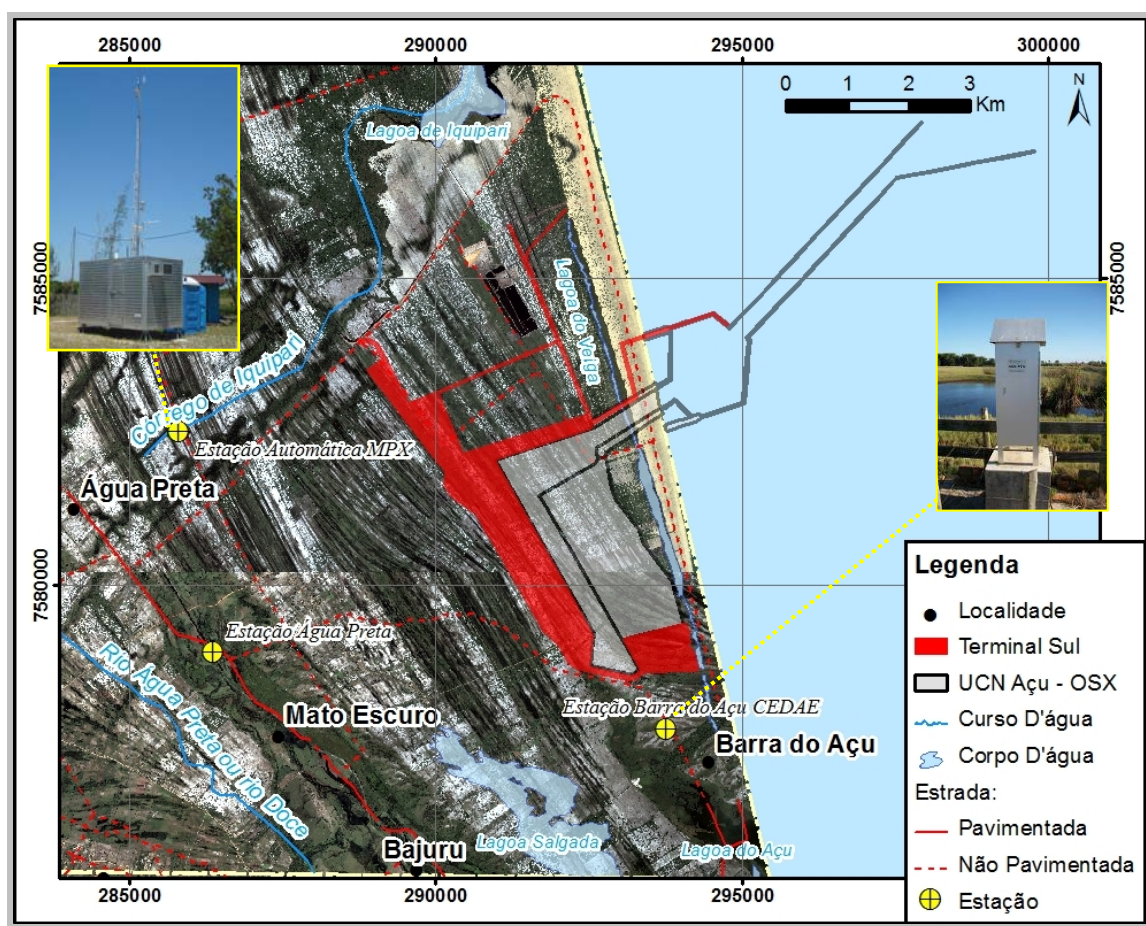 285000 290000 295000 300000
0 1 2 3
Km
N
Lagoa de Iquipari
7585000
7585000
Lagoa do Veiga
Córrego de Iquipari
Estação Automática MPX
Água Preta
7580000
Estação Água Preta
Rio Água Preta ou rio Doce
Mato Escuro
Estação Barra do Açu CEDAE
Barra do Açu
Bajuru
Lagoa Salgada
Lagoa do Açu
Legenda
Localidade
Terminal Sul
UCN Açu - OSX
Curso D'água
Corpo D'água
Estrada:
Pavimentada
Não Pavimentada
Estação
285000 290000 295000